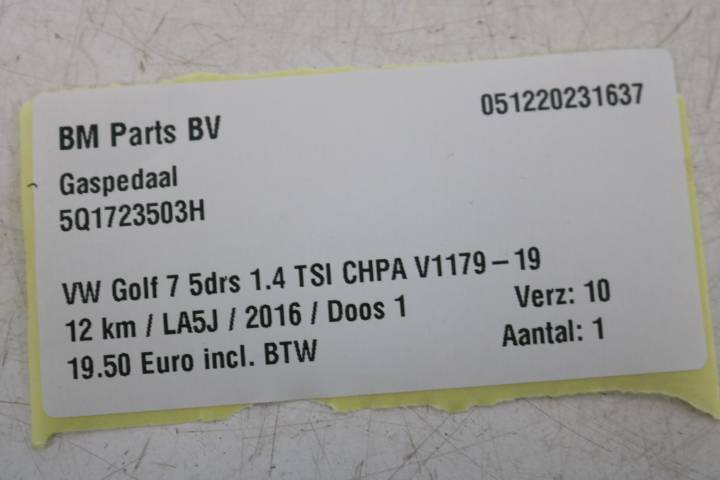 BM Parts BV
051220231637
Gaspedaal
5Q1723503H
VW Golf 7 5drs 1.4 TSI CHPA V1179-19
12 km / LA5J / 2016 / Doos 1
Verz: 10
19.50 Euro incl. BTW
Aantal: 1